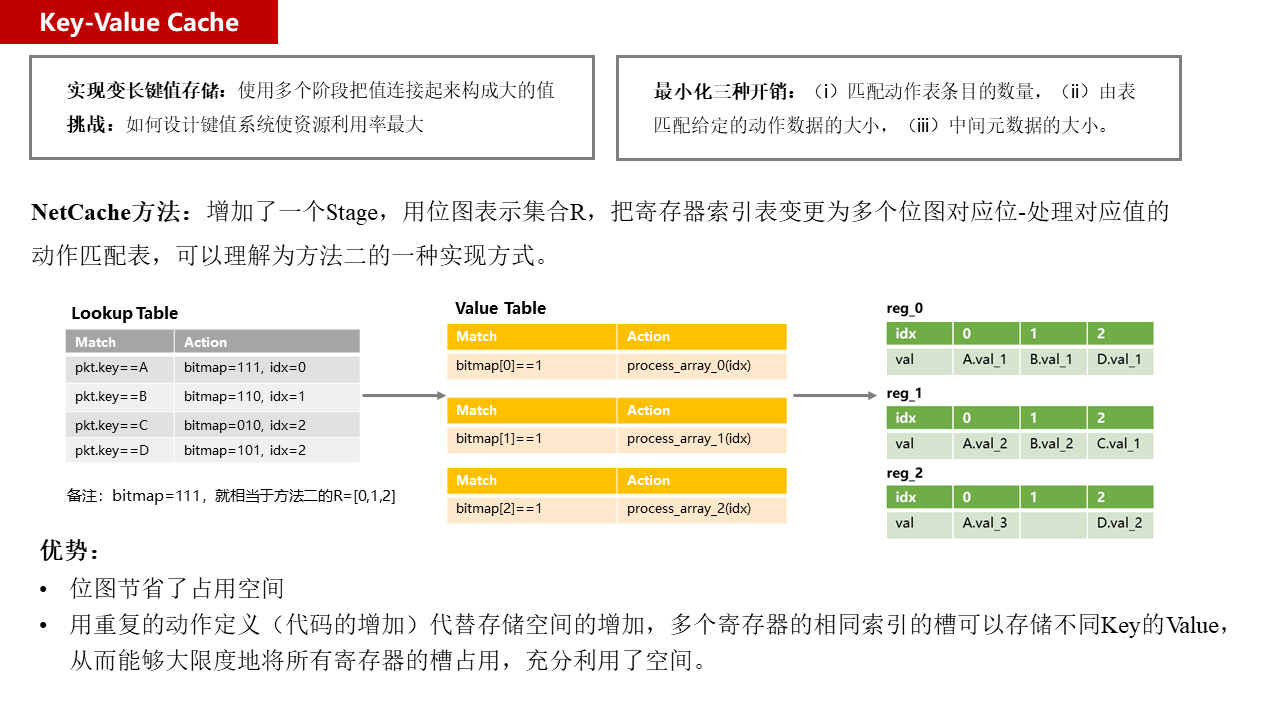 Key-Value Cache
实现变长键值存储：使用多个阶段把值连接起来构成大的值
挑战：如何设计键值系统使资源利用率最大
最小化三种开销：（i）匹配动作表条目的数量，（ii）由表
匹配给定的动作数据的大小，（iii）中间元数据的大小。
NetCache方法：增加了一个Stage，用位图表示集合R，把寄存器索引表变更为多个位图对应位-处理对应值的
动作匹配表，可以理解为方法二的一种实现方式。
Lookup Table
Match Action
pkt.key==A bitmap=111, idx=0
pkt.key==B bitmap=110, idx=1
pkt.key==C bitmap=010, idx=2
pkt.key==D bitmap=101, idx=2
备注：bitmap=111，就相当于方法二的R=[0,1,2]
Value Table
Match Action
bitmap[0]==1 process_array_0(idx)
Match Action
bitmap[1]==1 process_array_1(idx)
Match Action
bitmap[2]==1 process_array_2(idx)
reg_0
idx 0 1 2
val A.val_1 B.val_1 D.val_1
reg_1
idx 0 1 2
val A.val_2 B.val_2 C.val_1
reg_2
idx 0 1 2
val A.val_3 D.val_2
优势：
• 位图节省了占用空间
• 用重复的动作定义（代码的增加）代替存储空间的增加，多个寄存器的相同索引的槽可以存储不同Key的Value，
从而能够大限度地将所有寄存器的槽占用，充分利用了空间。